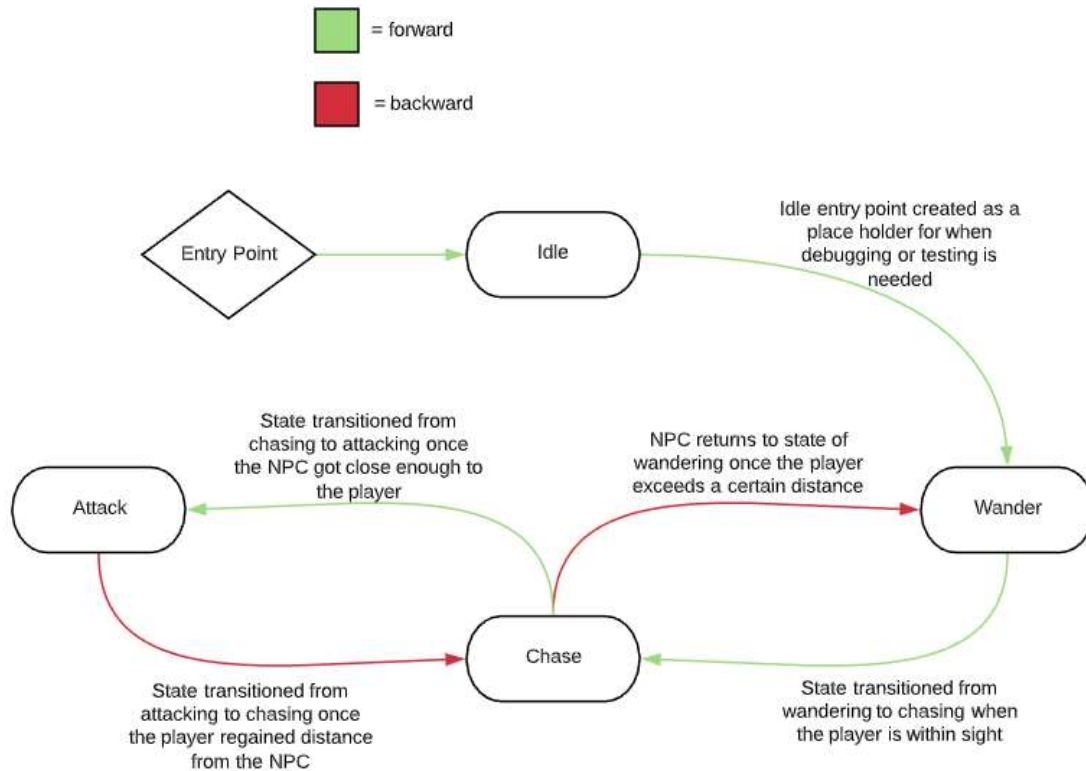 = forward
= backward
Entry Point
Idle
Idle entry point created as a
place holder for when
debugging or testing is
needed
State transitioned from
chasing to attacking once
the NPC got close enough to
the player
NPC returns to state of
wandering once the player
exceeds a certain distance
Attack
Wander
Chase
State transitioned from
attacking to chasing once
the player regained distance
from the NPC
State transitioned from
wandering to chasing when
the player is within sight